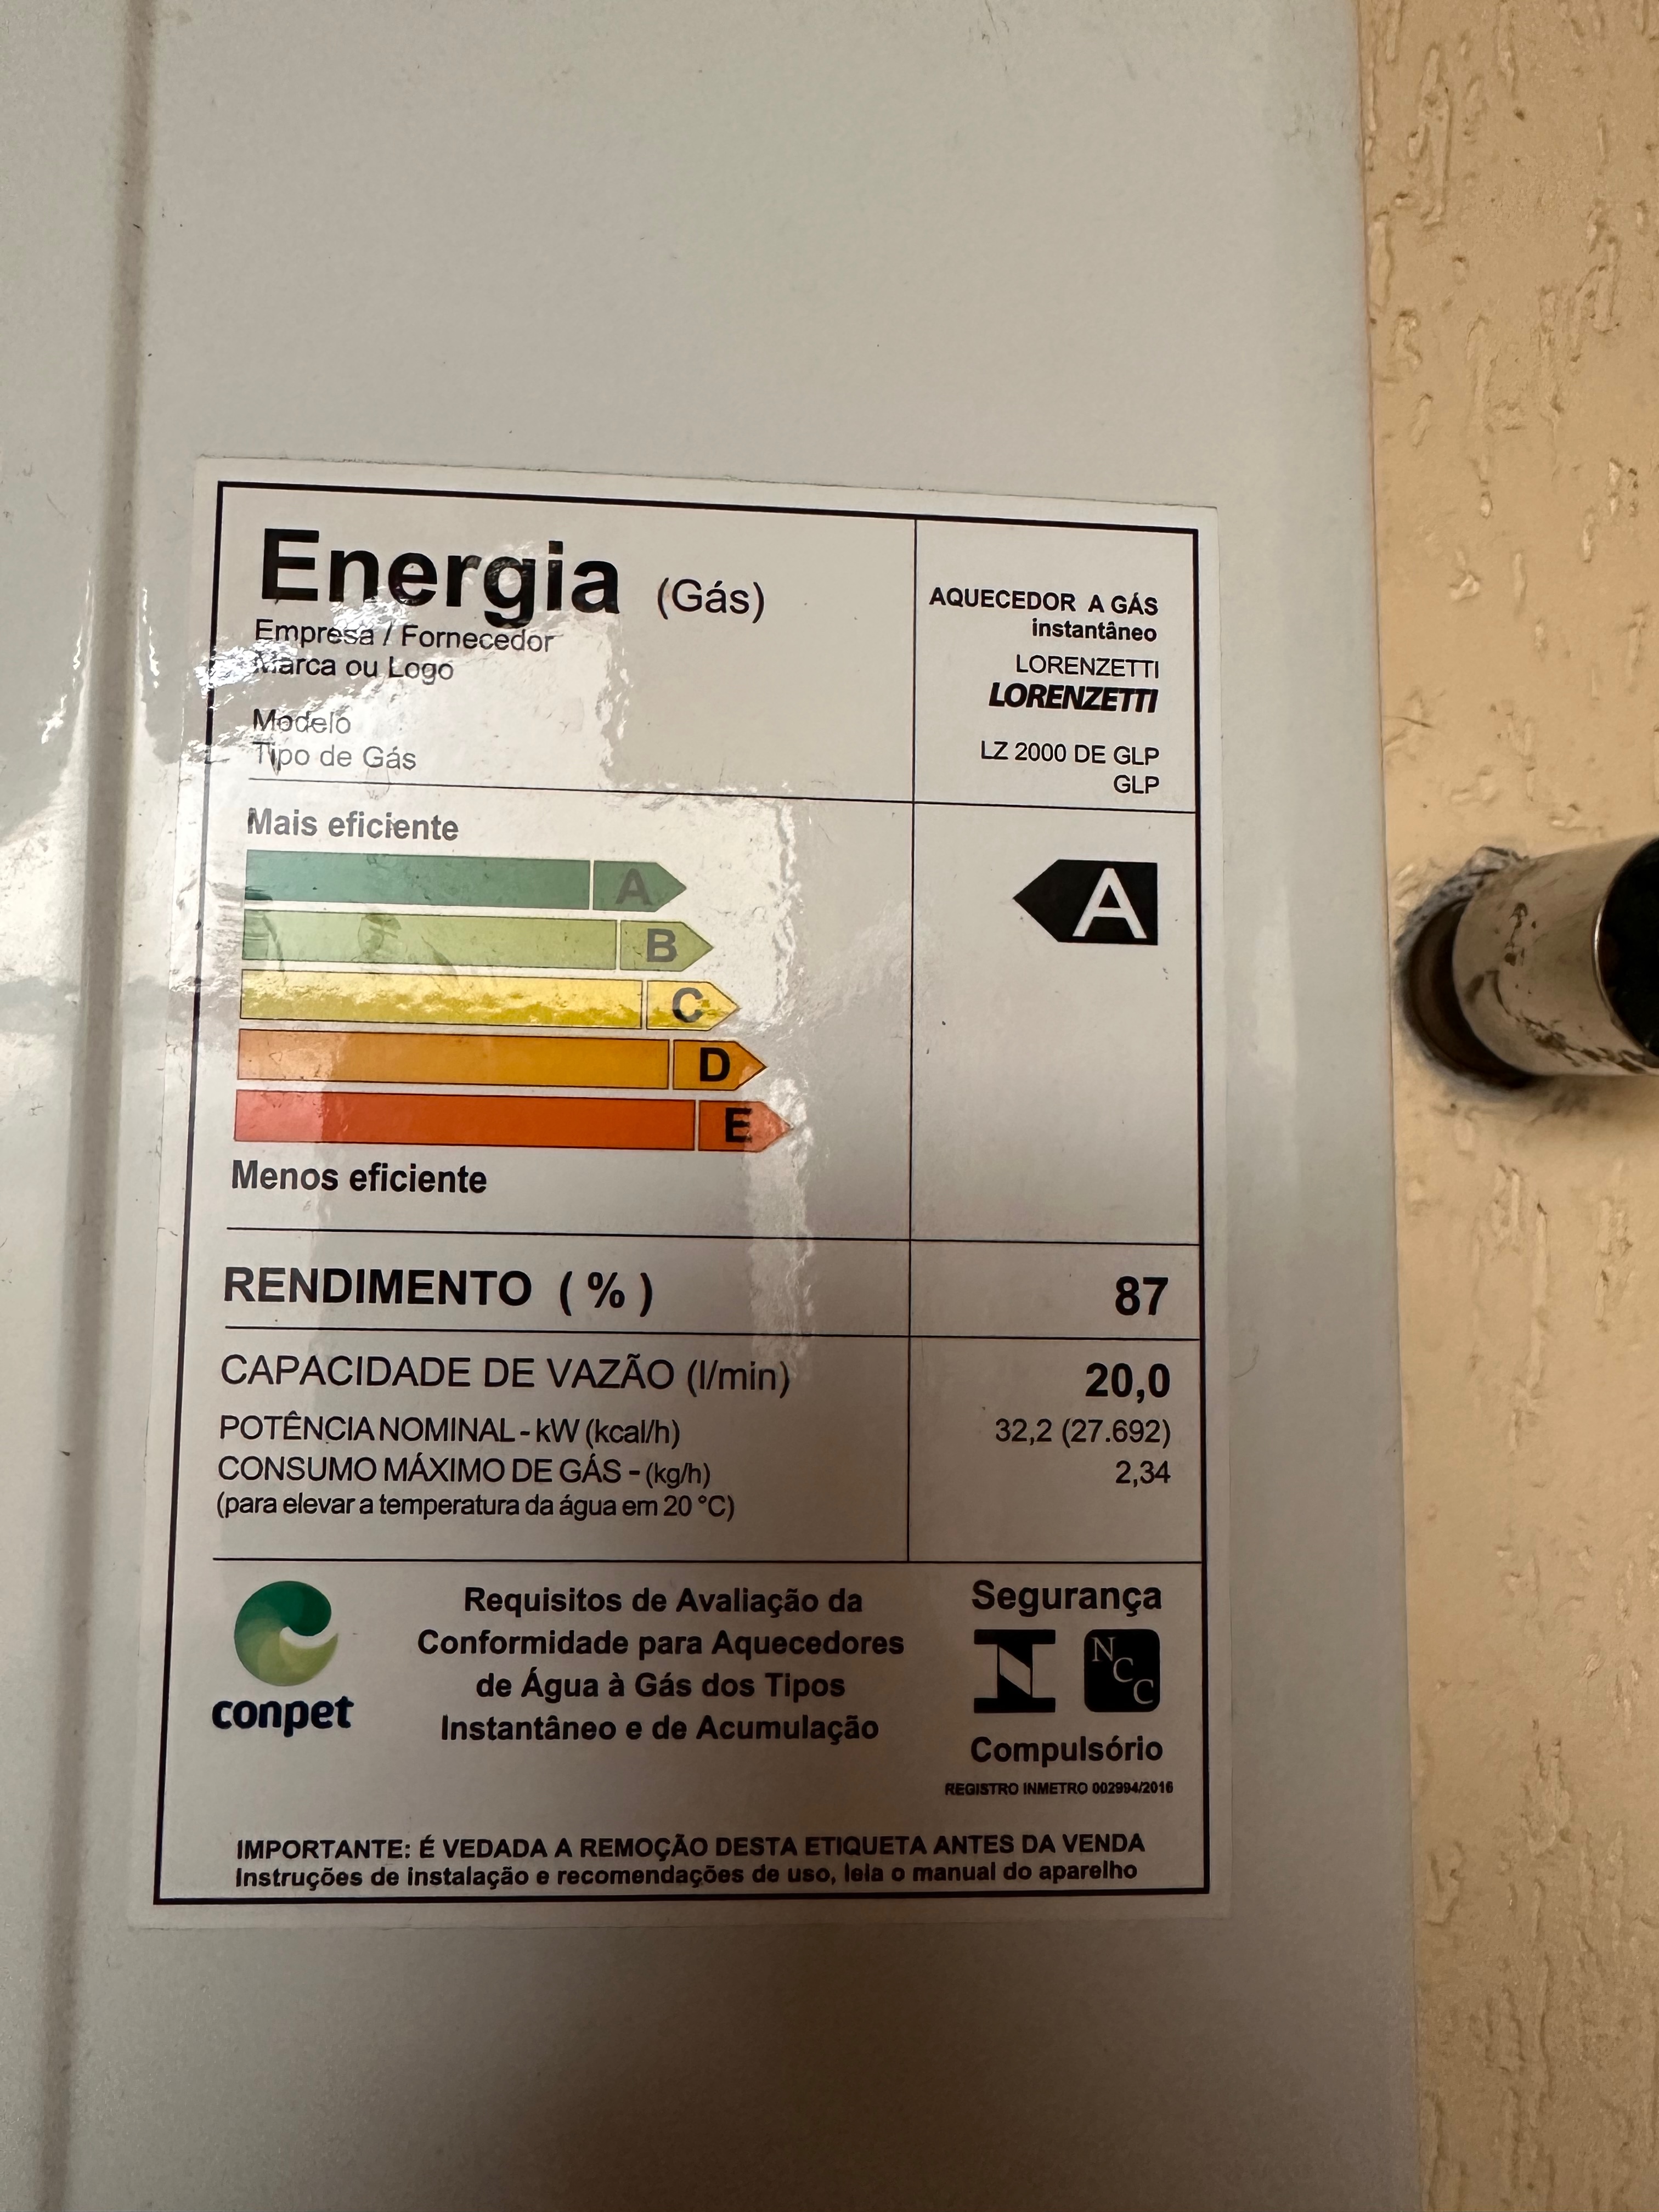 Energia (Gás)
Empresa / Fornecedor
Marca ou Logo
Modelo
Tipo de Gás
AQUECEDOR A GÁS
instantâneo
LORENZETTI
LORENZETTI
LZ 2000 DE GLP
GLP
Mais eficiente
A
B
C
D
E
Menos eficiente
A
RENDIMENTO (%) 87
CAPACIDADE DE VAZÃO (l/min) 20,0
POTÊNCIA NOMINAL - kW (kcal/h) 32,2 (27.692)
CONSUMO MÁXIMO DE GÁS - (kg/h) 2,34
(para elevar a temperatura da água em 20 °C)
conpet
Requisitos de Avaliação da
Conformidade para Aquecedores
de Água à Gás dos Tipos
Instantâneo e de Acumulação
Segurança
NCC
Compulsório
REGISTRO INMETRO 002994/2016
IMPORTANTE: É VEDADA A REMOÇÃO DESTA ETIQUETA ANTES DA VENDA
Instruções de instalação e recomendações de uso, leia o manual do aparelho